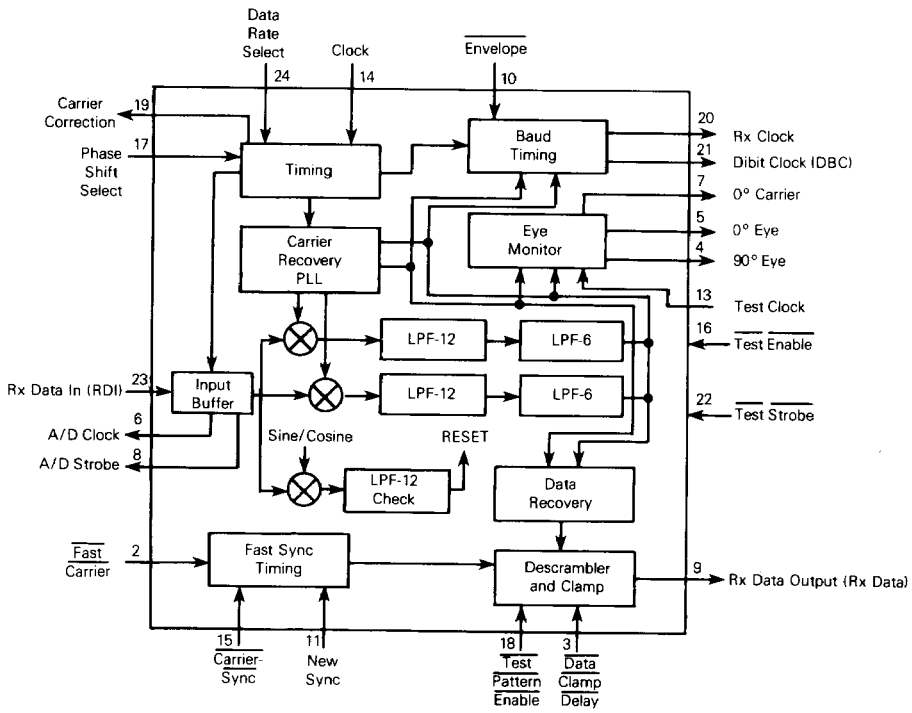 Data
Rate
Select
24
Clock
14
Envelope
10
Carrier
Correction
19
Phase
Shift
Select
17
Timing
Baud
Timing
20
Rx Clock
21
Dibit Clock (DBC)
7
0° Carrier
Carrier
Recovery
PLL
Eye
Monitor
5
0° Eye
4
90° Eye
13
Test Clock
16
Test Enable
LPF-12
LPF-6
Rx Data In (RDI)
23
Input
Buffer
LPF-12
LPF-6
22
Test Strobe
A/D Clock
6
A/D Strobe
8
Sine/Cosine
RESET
LPF-12
Check
Data
Recovery
Fast
Carrier
2
Fast Sync
Timing
Descrambler
and Clamp
9
Rx Data Output (Rx Data)
15
Carrier-
Sync
11
New
Sync
18
Test
Pattern
Enable
3
Data
Clamp
Delay